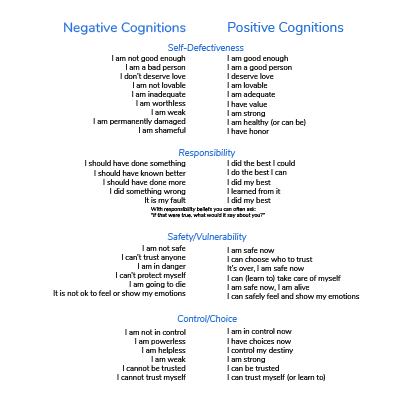 Negative Cognitions Positive Cognitions
Self-Defectiveness
I am not good enough I am good enough
I am a bad person I am a good person
I don't deserve love I deserve love
I am not lovable I am lovable
I am inadequate I am adequate
I am worthless I have value
I am weak I am strong
I am permanently damaged I am healthy (or can be)
I am shameful I have honor
Responsibility
I should have done something I did the best I could
I should have known better I do the best I can
I should have done more I did my best
I did something wrong I learned from it
It is my fault I did my best
With responsibility beliefs you can often ask:
"If that were true, what would it say about you?"
Safety/Vulnerability
I am not safe I am safe now
I can't trust anyone I can choose who to trust
I am in danger It's over, I am safe now
I can't protect myself I can (learn to) take care of myself
I am going to die I am safe now, I am alive
It is not ok to feel or show my emotions I can safely feel and show my emotions
Control/Choice
I am not in control I am in control now
I am powerless I have choices now
I am helpless I control my destiny
I am weak I am strong
I cannot be trusted I can be trusted
I cannot trust myself I can trust myself (or learn to)